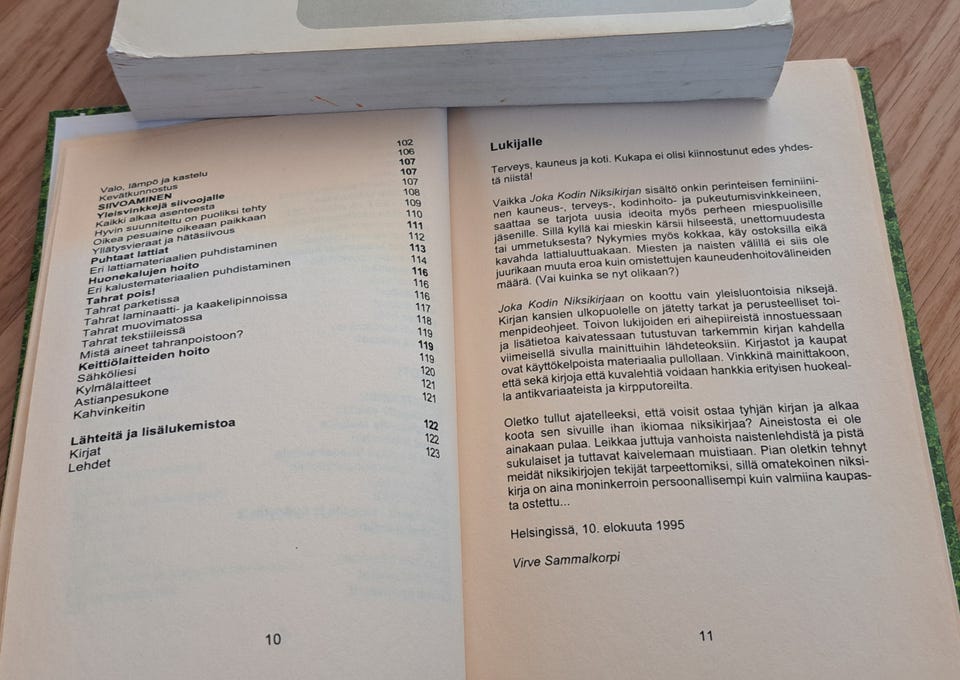 Valo, lämpö ja kastelu 102
Kevätkunnostus 106
SIIVOAMINEN 107
Yleisvinkkejä siivoojalle 107
Kaikki alkaa asenteesta 107
Hyvin suunniteltu on puoliksi tehty 108
Oikea pesuaine oikeaan paikkaan 109
Yllätysvieraat ja hätäsiivous 110
Puhtaat lattiat 111
Eri lattiamateriaalien puhdistaminen 112
Huonekalujen hoito 113
Eri kalustemateriaalien puhdistaminen 114
Tahrat pois! 116
Tahrat parketissa 116
Tahrat laminaatti- ja kaakelipinnoissa 116
Tahrat muovimatossa 117
Tahrat tekstiileissä 118
Mistä aineet tahranpoistoon? 119
Keittiölaitteiden hoito 119
Sähköliesi 119
Kylmälaitteet 120
Astianpesukone 121
Kahvinkeitin 121
Lähteitä ja lisälukemistoa 122
Kirjat 122
Lehdet 123
10
Lukijalle
Terveys, kauneus ja koti. Kukapa ei olisi kiinnostunut edes yhdes-
tä niistä!
Vaikka Joka Kodin Niksikirjan sisältö onkin perinteisen feminiini-
nen kauneus-, terveys-, kodinhoito- ja pukeutumisvinkkeineen,
saattaa se tarjota uusia ideoita myös perheen miespuolisille
jäsenille. Sillä kyllä kai mieskin kärsii hilseestä, unettomuudesta
tai ummetuksesta? Nykymies myös kokkaa, käy ostoksilla eikä
kavahda lattialuuttuakaan. Miesten ja naisten välillä ei siis ole
juurikaan muuta eroa kuin omistettujen kauneudenhoitovälineiden
määrä. (Vai kuinka se nyt olikaan?)
Joka Kodin Niksikirjaan on koottu vain yleisluontoisia niksejä.
Kirjan kansien ulkopuolelle on jätetty tarkat ja perusteelliset toi-
menpideohjeet. Toivon lukijoiden eri aihepiireistä innostuessaan
ja lisätietoa kaivatessaan tutustuvan tarkemmin kirjan kahdella
viimeisellä sivulla mainittuihin lähdeteoksiin. Kirjastot ja kaupat
ovat käyttökelpoista materiaalia pullollaan. Vinkkinä mainittakoon,
että sekä kirjoja että kuvalehtiä voidaan hankkia erityisen huokeal-
la antikvariaateista ja kirpputoreilta.
Oletko tullut ajatelleeksi, että voisit ostaa tyhjän kirjan ja alkaa
koota sen sivuille ihan ikiomaa niksikirjaa? Aineistosta ei ole
ainakaan pulaa. Leikkaa juttuja vanhoista naistenlehdistä ja pistä
sukulaiset ja tuttavat kaivelemaan muistiaan. Pian oletkin tehnyt
meidät niksikirjojen tekijät tarpeettomiksi, sillä omatekoinen niksi-
kirja on aina moninkerroin persoonallisempi kuin valmiina kaupas-
ta ostettu...
Helsingissä, 10. elokuuta 1995
Virve Sammalkorpi
11